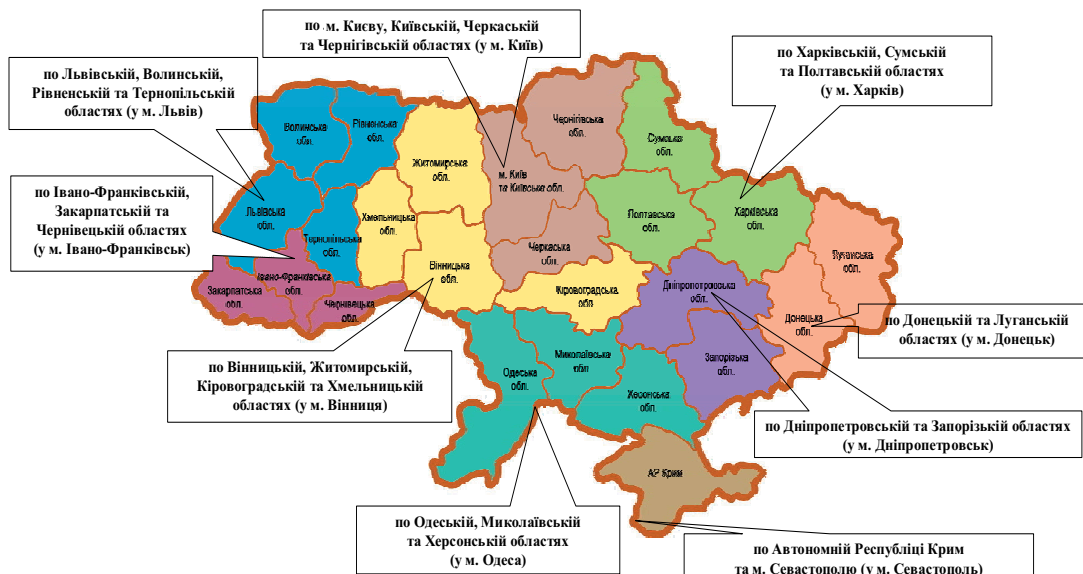 по м. Києву, Київській, Черкаській
та Чернігівській областях (у м. Київ)
по Харківській, Сумській
та Полтавській областях
(у м. Харків)
по Львівській, Волинській,
Рівненській та Тернопільській
областях (у м. Львів)
по Івано-Франківській,
Закарпатській та
Чернівецькій областях
(у м. Івано-Франківськ)
Волинська
обл.
Рівненська
обл.
Житомирська
обл.
Чернігівська
обл.
Сумська
обл.
м. Київ
та Київська обл.
Львівська
обл.
Тернопільська
обл.
Хмельницька
обл.
Вінницька
обл.
Черкаська
обл.
Полтавська
обл.
Харківська
обл.
Луганська
обл.
Івано-Франківська
обл.
Закарпатська
обл.
Чернівецька
обл.
Кіровоградська
обл.
Дніпропетровська
обл.
Донецька
обл.
Запорізька
обл.
Одеська
обл.
Миколаївська
обл.
Херсонська
обл.
АР Крим
по Донецькій та Луганській
областях (у м. Донецьк)
по Вінницькій, Житомирській,
Кіровоградській та Хмельницькій
областях (у м. Вінниця)
по Дніпропетровській та Запорізькій областях
(у м. Дніпропетровськ)
по Одеській, Миколаївській
та Херсонській областях
(у м. Одеса)
по Автономній Республіці Крим
та м. Севастополю (у м. Севастополь)